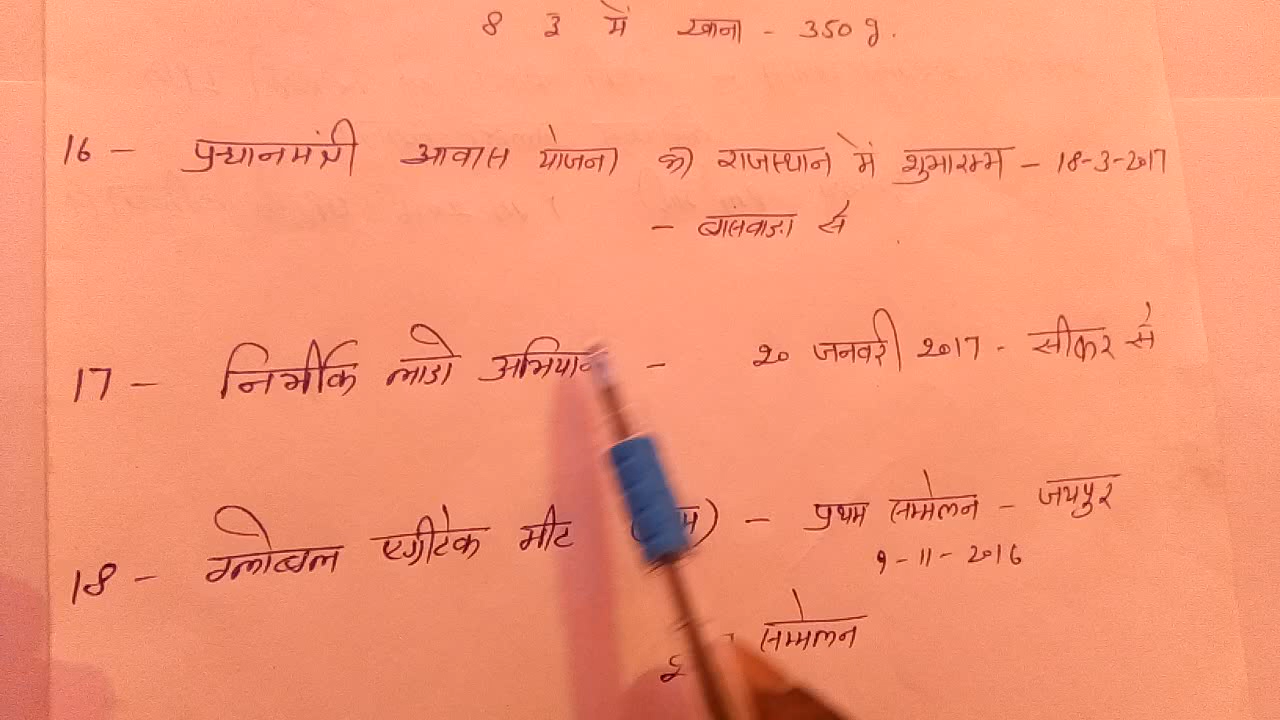 8 ई में खाना - 350 g.
16 - प्रधानमंत्री आवास योजना को राजस्थान में शुभारम्भ - 18-3-2017
- बांसवाडा से
17 - निर्भीक लाडो अभियान - 20 जनवरी 2017 - सीकर से
18 - ग्लोबल एग्रीटेक मीट - प्रथम सम्मेलन - जयपुर
9-11-2016
सम्मेलन